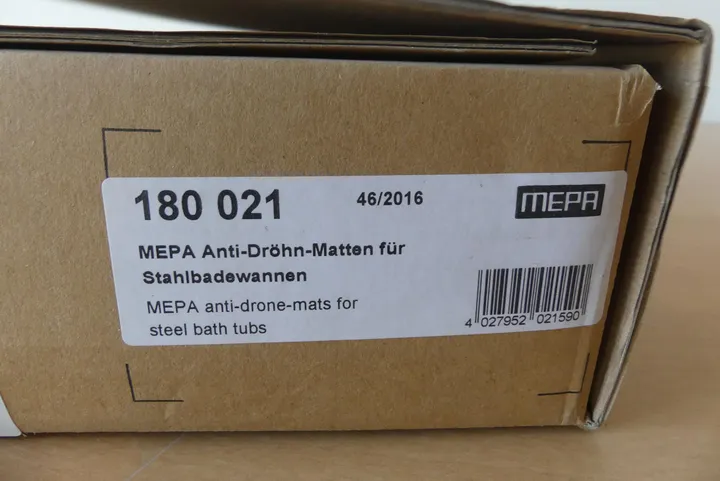 180 021 46/2016 MEPA
MEPA Anti-Dröhn-Matten für
Stahlbadewannen
MEPA anti-drone-mats for
steel bath tubs
4 027952 021590